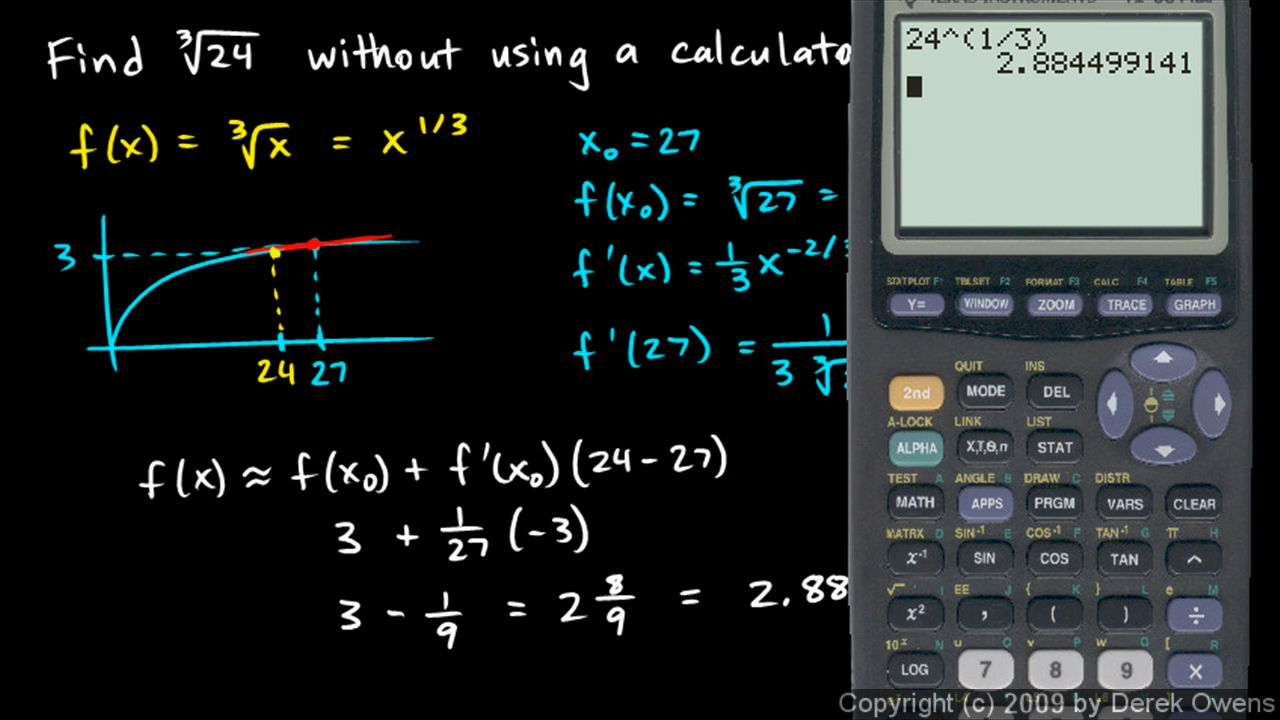 Find ∛24 without using a calculato
f(x) = ∛x = x^1/3
3
24 27
x₀ = 27
f(x₀) = ∛27 =
f'(x) = 1/3 x^-2/3
f'(27) = 1/3∛
f(x) ≈ f(x₀) + f'(x₀)(24-27)
3 + 1/27 (-3)
3 - 1/9 = 2 8/9 = 2.88
24^(1/3)
2.884499141
STAT PLOT F1 TBLSET F2 FORMAT F3 CALC F4 TABLE F5
Y= WINDOW ZOOM TRACE GRAPH
QUIT INS
2nd MODE DEL
A-LOCK LINK LIST
ALPHA X,T,Θ,n STAT
TEST A ANGLE B DRAW C DISTR
MATH APPS PRGM VARS CLEAR
MATRX D SIN⁻¹ E COS⁻¹ F TAN⁻¹ G π H
x⁻¹ SIN COS TAN ^
√ I EE J { K } L e M
x² , ( ) ÷
10ˣ N u O v P w Q [ R
LOG 7 8 9 ×
Copyright (c) 2009 by Derek Owens